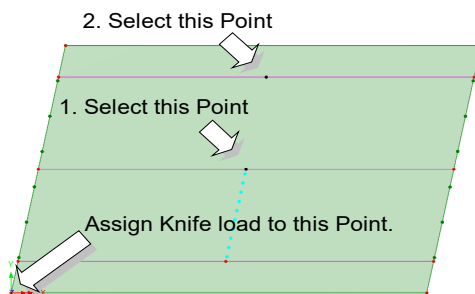 2. Select this Point
1. Select this Point
Assign Knife load to this Point.
Y
X